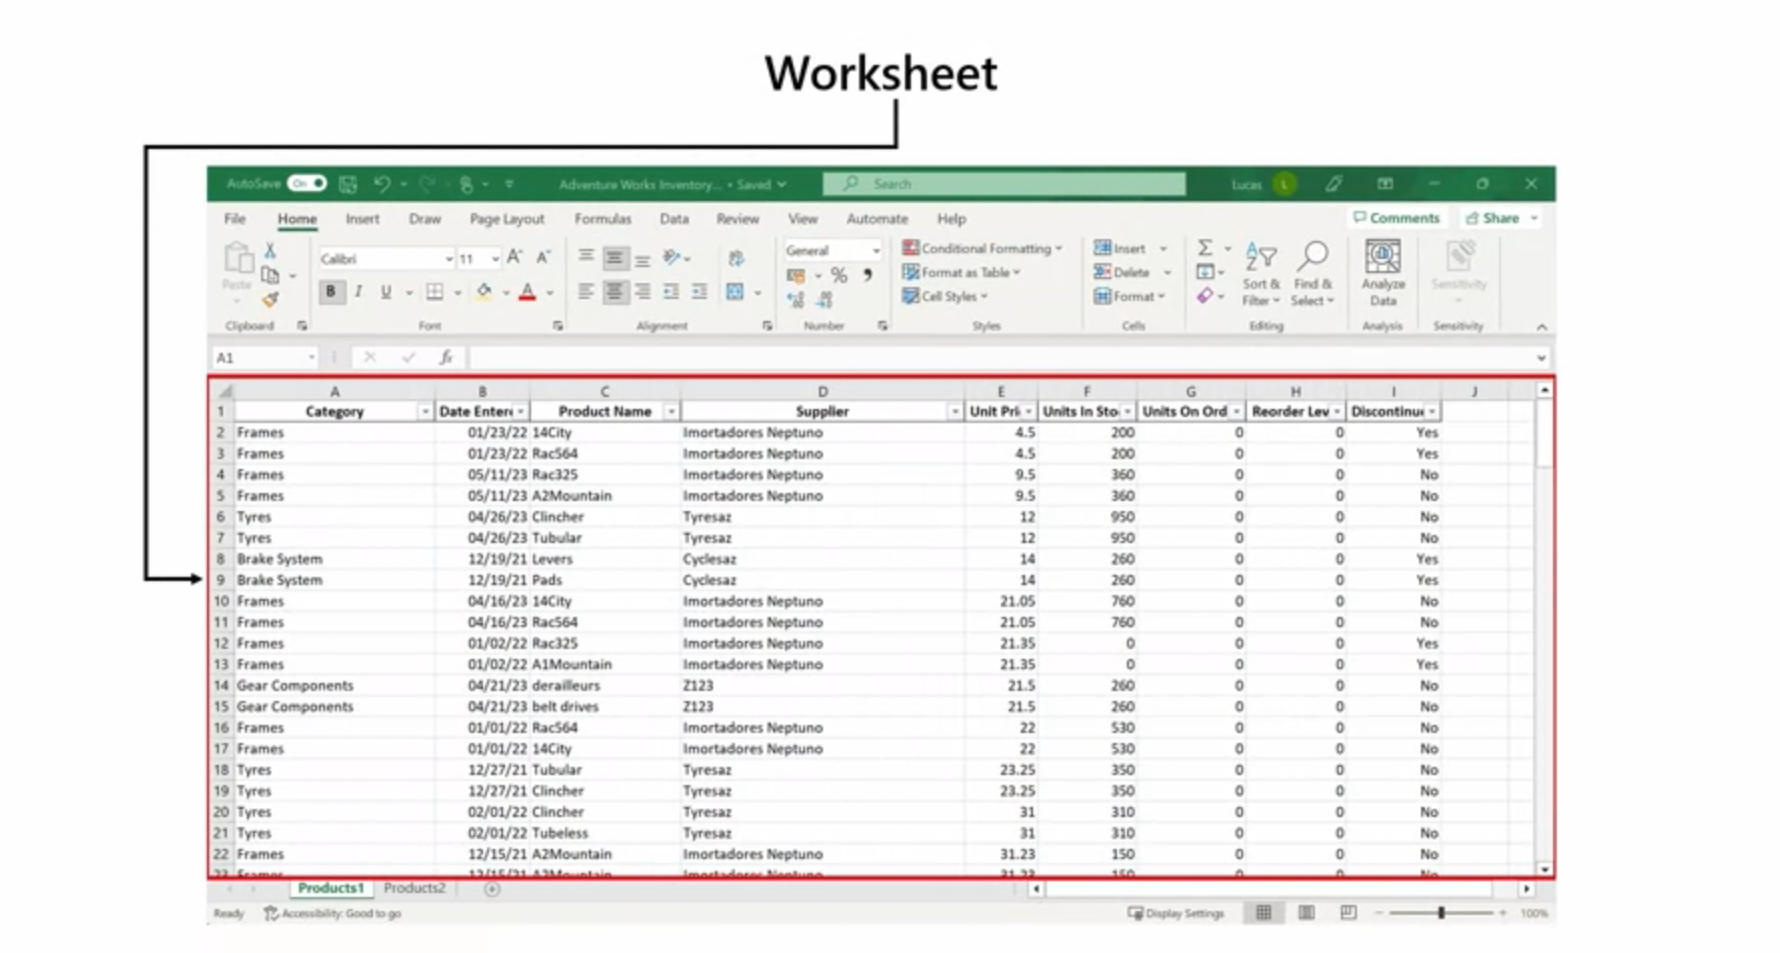 Worksheet
AutoSave On Adventure Works Inventory... • Saved Search Lucas L
File Home Insert Draw Page Layout Formulas Data Review View Automate Help Comments Share
Paste Calibri 11 A A General Conditional Formatting Insert Σ A Z Sort & Filter Find & Select Analyze Data Sensitivity
B I U A % , Format as Table Delete
Cell Styles Format
Clipboard Font Alignment Number Styles Cells Editing Analysis Sensitivity
A1 fx
A B C D E F G H I J
1 Category Date Entere Product Name Supplier Unit Pri Units In Sto Units On Ord Reorder Lev Discontinu
2 Frames 01/23/22 14City Imortadores Neptuno 4.5 200 0 0 Yes
3 Frames 01/23/22 Rac564 Imortadores Neptuno 4.5 200 0 0 Yes
4 Frames 05/11/23 Rac325 Imortadores Neptuno 9.5 360 0 0 No
5 Frames 05/11/23 A2Mountain Imortadores Neptuno 9.5 360 0 0 No
6 Tyres 04/26/23 Clincher Tyresaz 12 950 0 0 No
7 Tyres 04/26/23 Tubular Tyresaz 12 950 0 0 No
8 Brake System 12/19/21 Levers Cyclesaz 14 260 0 0 Yes
9 Brake System 12/19/21 Pads Cyclesaz 14 260 0 0 Yes
10 Frames 04/16/23 14City Imortadores Neptuno 21.05 760 0 0 No
11 Frames 04/16/23 Rac564 Imortadores Neptuno 21.05 760 0 0 No
12 Frames 01/02/22 Rac325 Imortadores Neptuno 21.35 0 0 0 Yes
13 Frames 01/02/22 A1Mountain Imortadores Neptuno 21.35 0 0 0 Yes
14 Gear Components 04/21/23 derailleurs Z123 21.5 260 0 0 No
15 Gear Components 04/21/23 belt drives Z123 21.5 260 0 0 No
16 Frames 01/01/22 Rac564 Imortadores Neptuno 22 530 0 0 No
17 Frames 01/01/22 14City Imortadores Neptuno 22 530 0 0 No
18 Tyres 12/27/21 Tubular Tyresaz 23.25 350 0 0 No
19 Tyres 12/27/21 Clincher Tyresaz 23.25 350 0 0 No
20 Tyres 02/01/22 Clincher Tyresaz 31 310 0 0 No
21 Tyres 02/01/22 Tubeless Tyresaz 31 310 0 0 No
22 Frames 12/15/21 A2Mountain Imortadores Neptuno 31.23 150 0 0 No
Products1 Products2
Ready Accessibility: Good to go Display Settings 100%